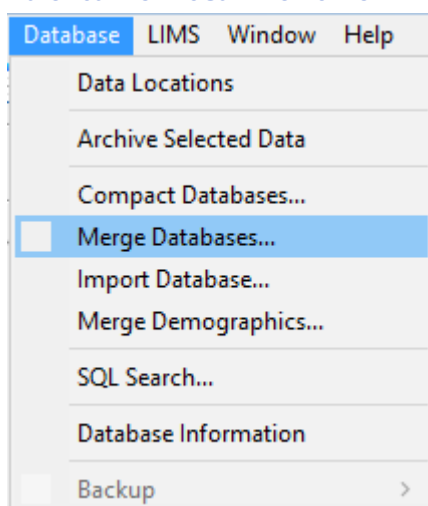 Database LIMS Window Help
Data Locations
Archive Selected Data
Compact Databases...
Merge Databases...
Import Database...
Merge Demographics...
SQL Search...
Database Information
Backup >